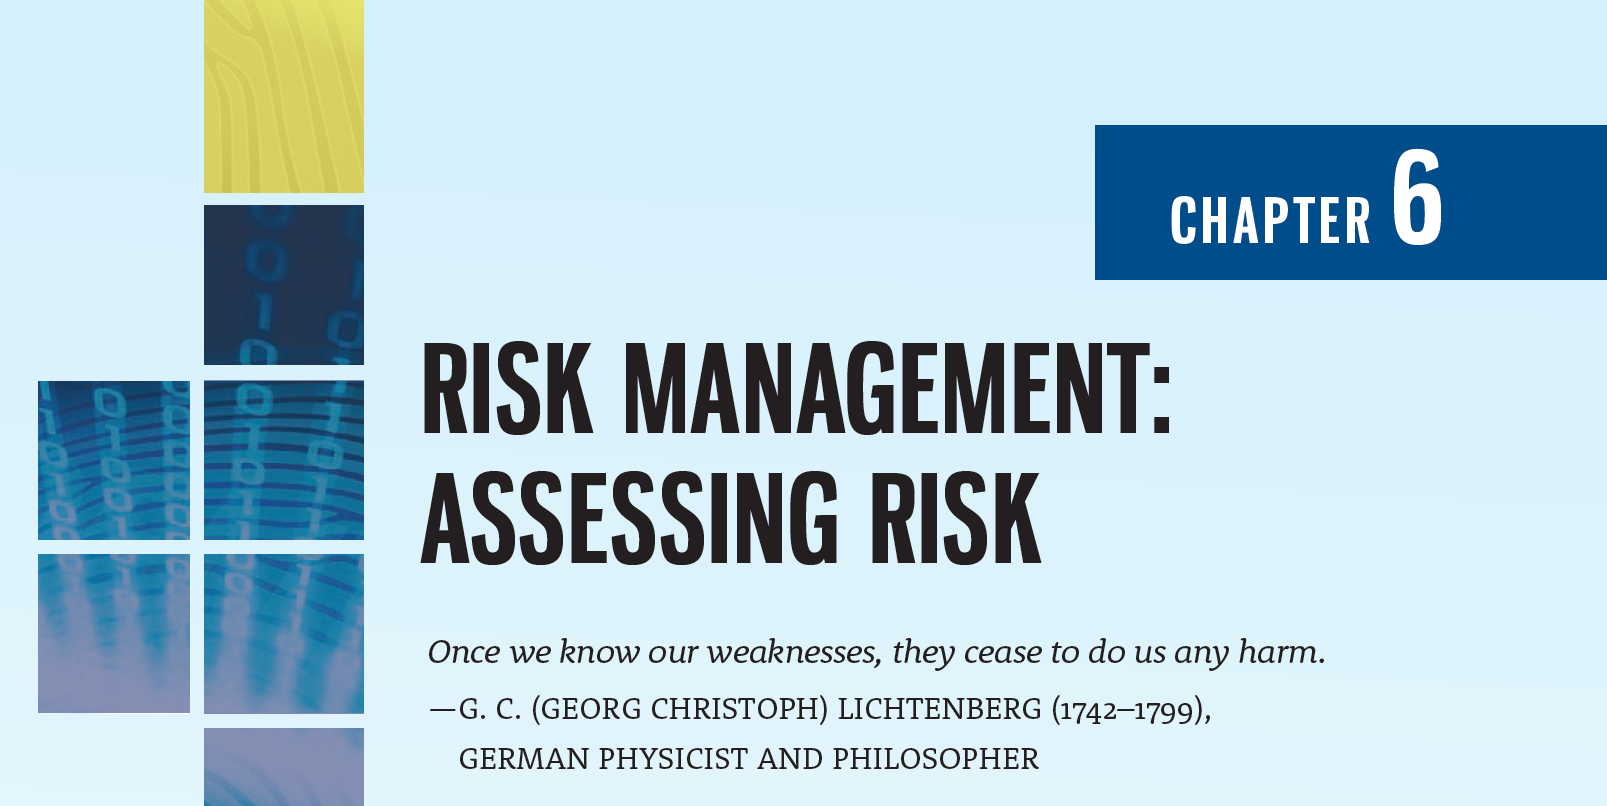 CHAPTER 6
RISK MANAGEMENT:
ASSESSING RISK
Once we know our weaknesses, they cease to do us any harm.
—G. C. (GEORG CHRISTOPH) LICHTENBERG (1742–1799),
GERMAN PHYSICIST AND PHILOSOPHER